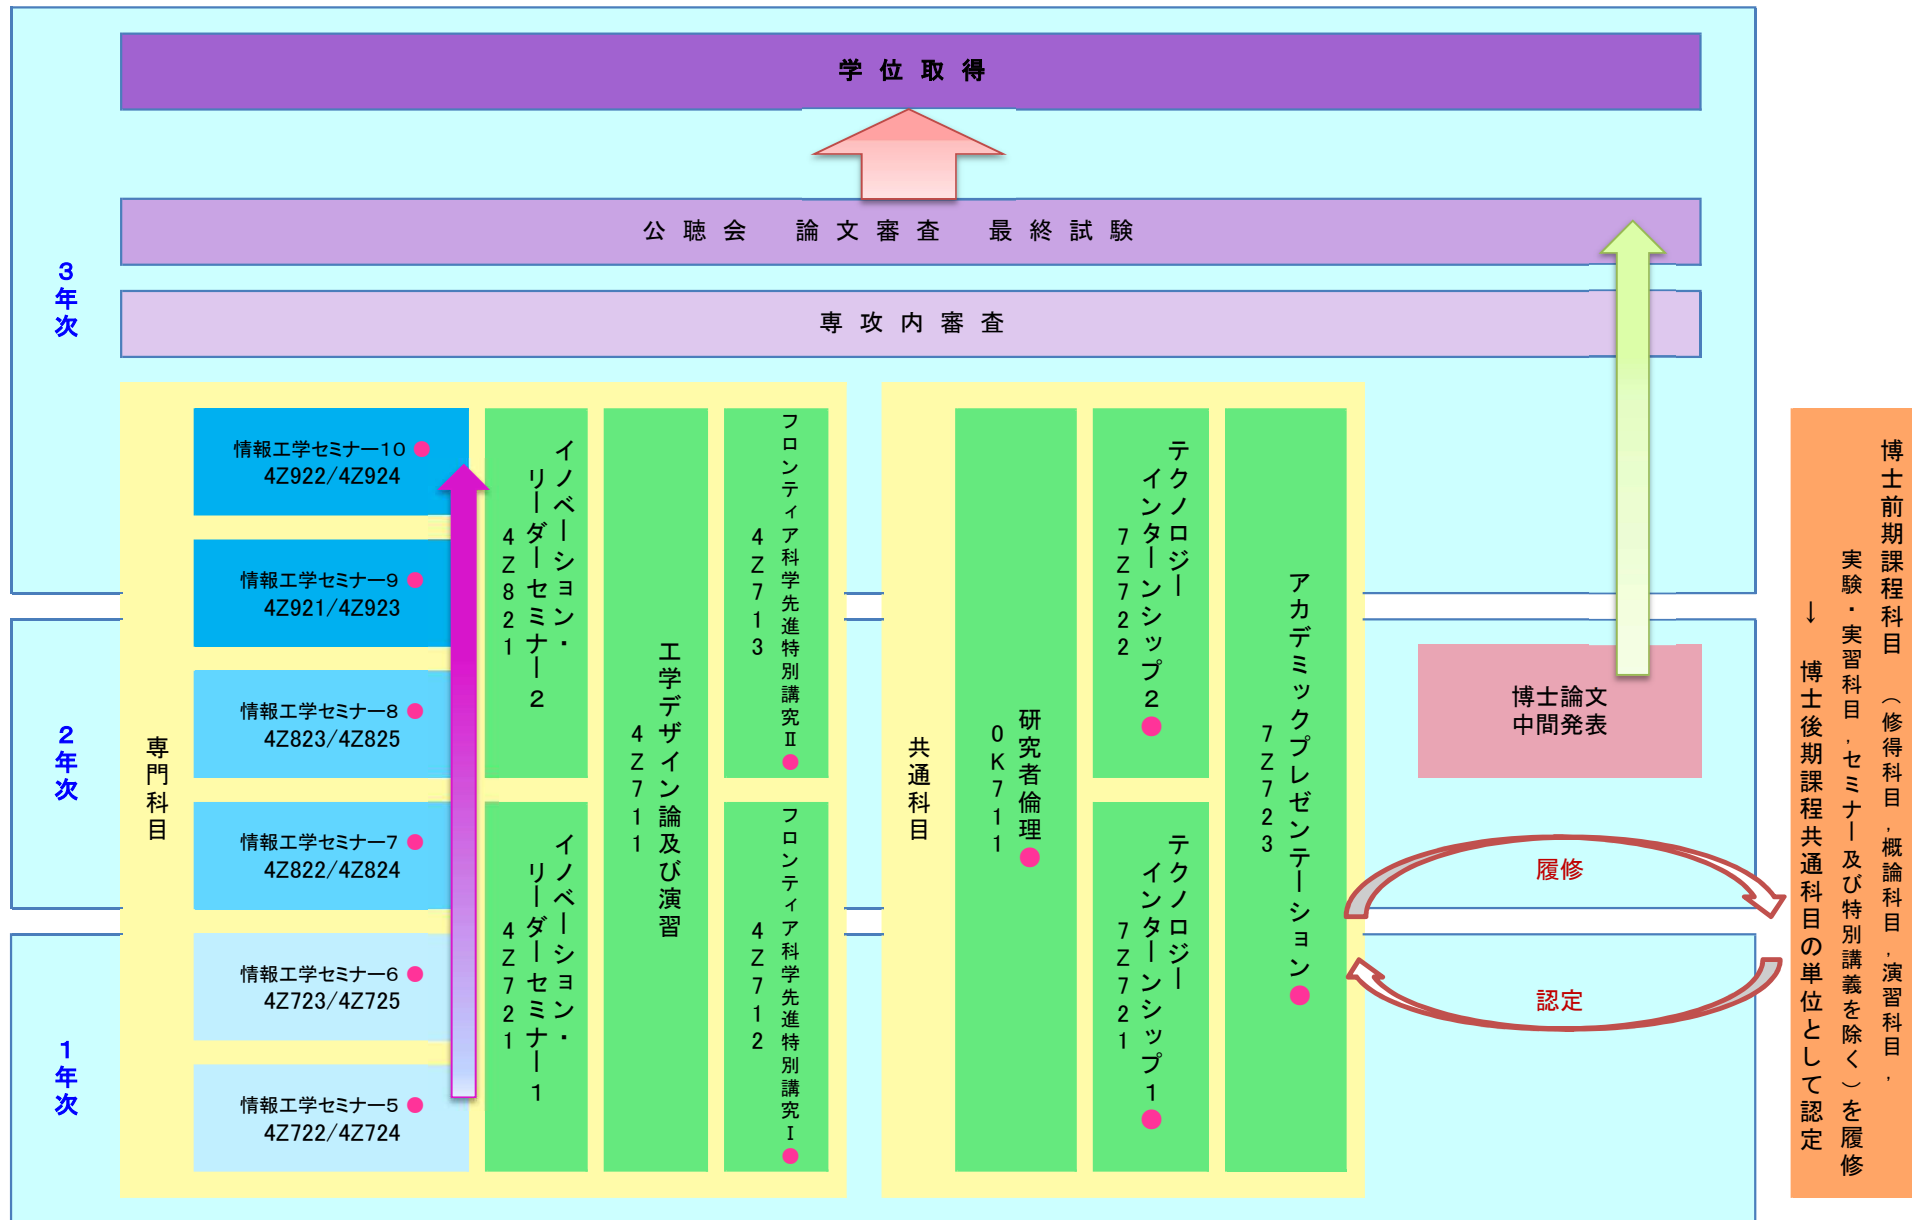 学位取得
公聴会　論文審査　最終試験
専攻内審査
3年次
2年次
1年次
専門科目
情報工学セミナー10
4Z922/4Z924
情報工学セミナー9
4Z921/4Z923
情報工学セミナー8
4Z823/4Z825
情報工学セミナー7
4Z822/4Z824
情報工学セミナー6
4Z723/4Z725
情報工学セミナー5
4Z722/4Z724
イノベーション・
リーダーセミナー2
4Z821
イノベーション・
リーダーセミナー1
4Z721
工学デザイン論及び演習
4Z711
フロンティア科学先進特別講究Ⅱ
4Z713
フロンティア科学先進特別講究Ⅰ
4Z712
共通科目
研究者倫理
0K711
テクノロジー
インターンシップ2
7Z722
テクノロジー
インターンシップ1
7Z721
アカデミックプレゼンテーション
7Z723
博士論文
中間発表
履修
認定
博士前期課程科目　（修得科目，概論科目，演習科目，
実験・実習科目，セミナー及び特別講義を除く）を履修
→　博士後期課程共通科目の単位として認定